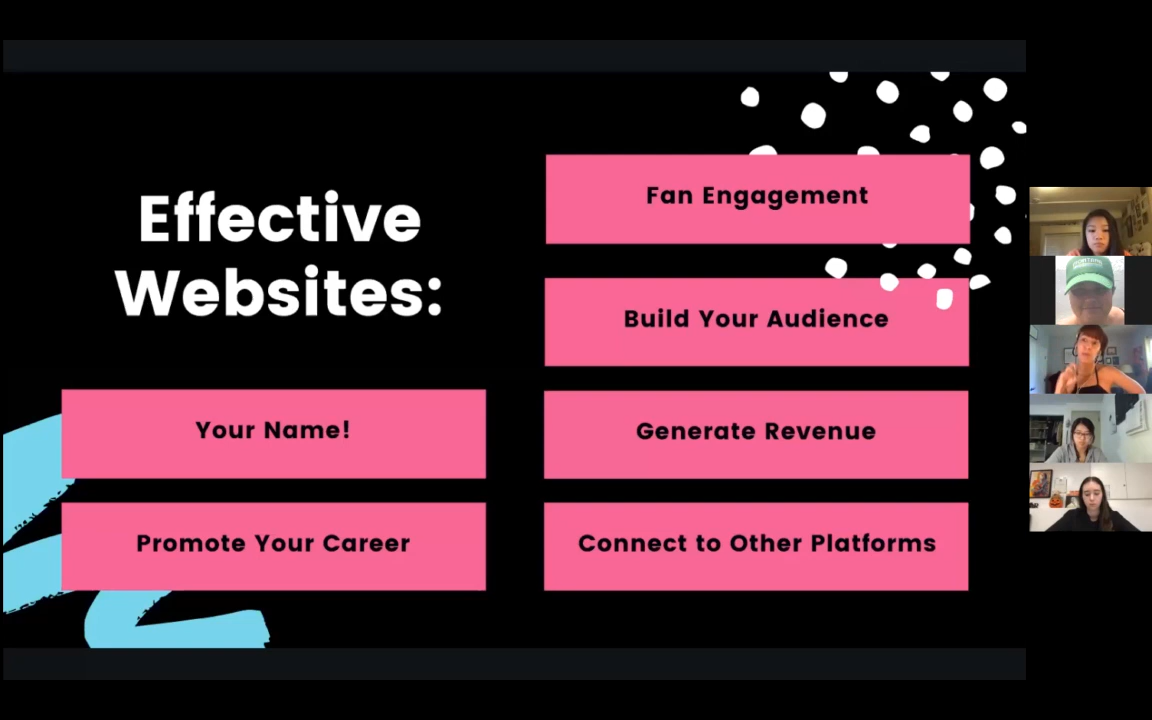 Effective
Websites:
Your Name!
Promote Your Career
Fan Engagement
Build Your Audience
Generate Revenue
Connect to Other Platforms